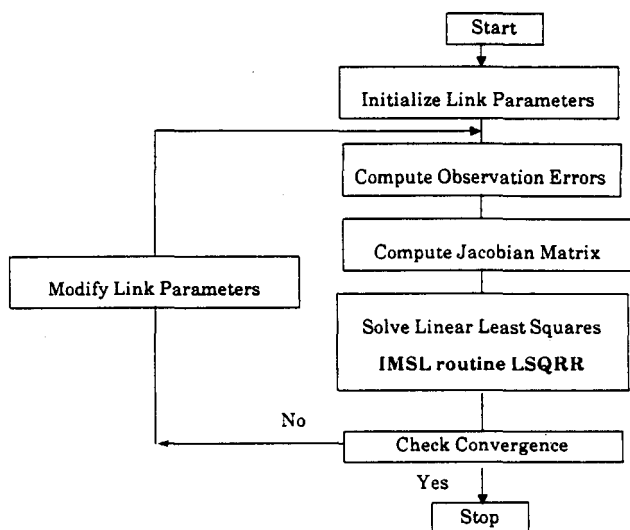 Start
Initialize Link Parameters
Compute Observation Errors
Compute Jacobian Matrix
Modify Link Parameters
Solve Linear Least Squares
IMSL routine LSQRR
No
Check Convergence
Yes
Stop